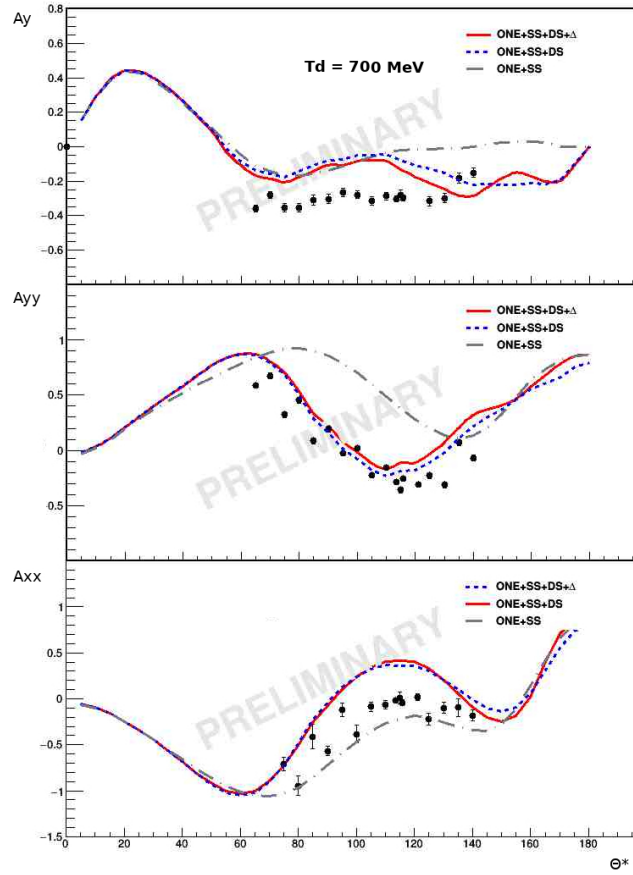 Ay
0.8
ONE+SS+DS+Δ
0.6
ONE+SS+DS
ONE+SS
0.4
Td = 700 MeV
0.2
0
−0.2
−0.4
−0.6
PRELIMINARY
Ayy
ONE+SS+DS+Δ
1
ONE+SS+DS
ONE+SS
0.5
0
0.5
PRELIMINARY
Axx
ONE+SS+DS+Δ
1
ONE+SS+DS
ONE+SS
0.5
0
−0.5
−1
−1.5
PRELIMINARY
0 20 40 60 80 100 120 140 160 180
Θ*